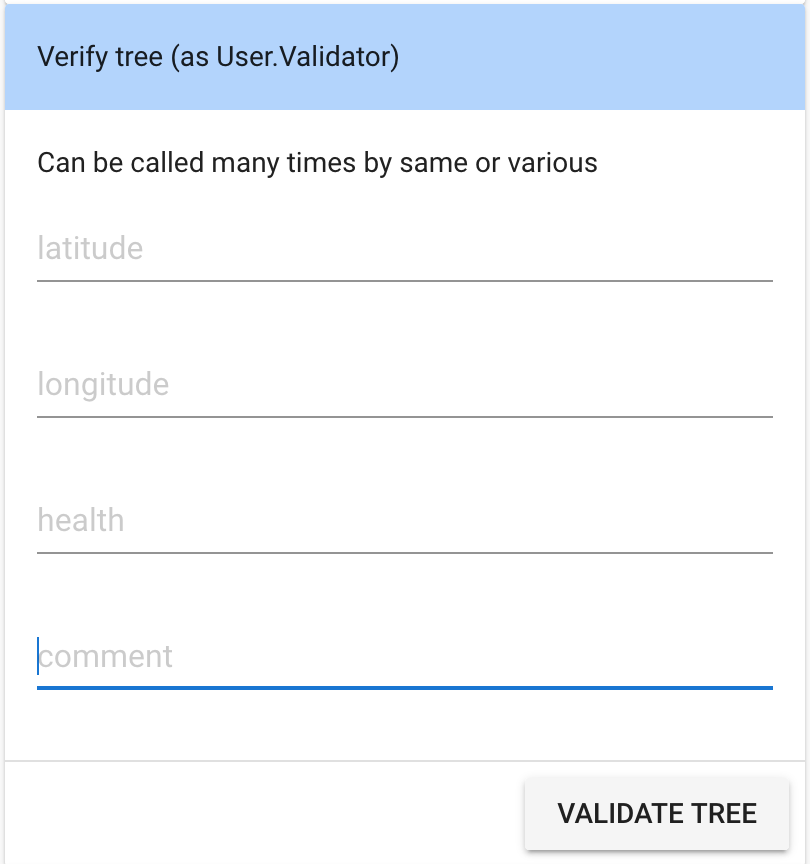 Verify tree (as User.Validator)
Can be called many times by same or various
latitude
longitude
health
comment
VALIDATE TREE